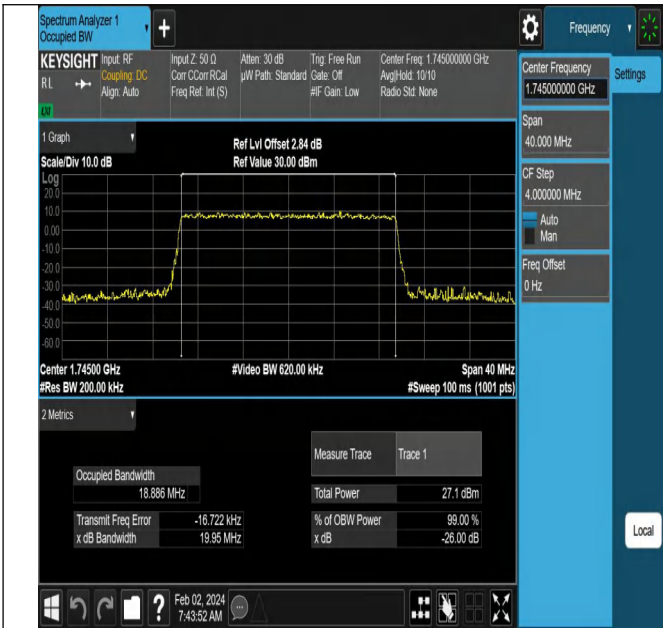 Spectrum Analyzer 1
Occupied BW
Frequency
KEYSIGHT
RL
LXI
Input: RF
Coupling: DC
Align: Auto
Input Z: 50 Ω
Corr CCorr RCal
Freq Ref: Int (S)
Atten: 30 dB
µW Path: Standard
Trig: Free Run
Gate: Off
#IF Gain: Low
Center Freq: 1.745000000 GHz
Avg|Hold: 10/10
Radio Std: None
Center Frequency
1.745000000 GHz
Settings
Span
40.000 MHz
CF Step
4.000000 MHz
Auto
Man
Freq Offset
0 Hz
1 Graph
Scale/Div 10.0 dB
Ref Lvl Offset 2.84 dB
Ref Value 30.00 dBm
Log
20.0
10.0
0.00
-10.0
-20.0
-30.0
-40.0
-50.0
-60.0
Center 1.74500 GHz
#Res BW 200.00 kHz
#Video BW 620.00 kHz
Span 40 MHz
#Sweep 100 ms (1001 pts)
2 Metrics
Measure Trace
Trace 1
Occupied Bandwidth
18.886 MHz
Total Power
27.1 dBm
Transmit Freq Error
-16.722 kHz
% of OBW Power
99.00 %
x dB Bandwidth
19.95 MHz
x dB
-26.00 dB
Local
?
Feb 02, 2024
7:43:52 AM